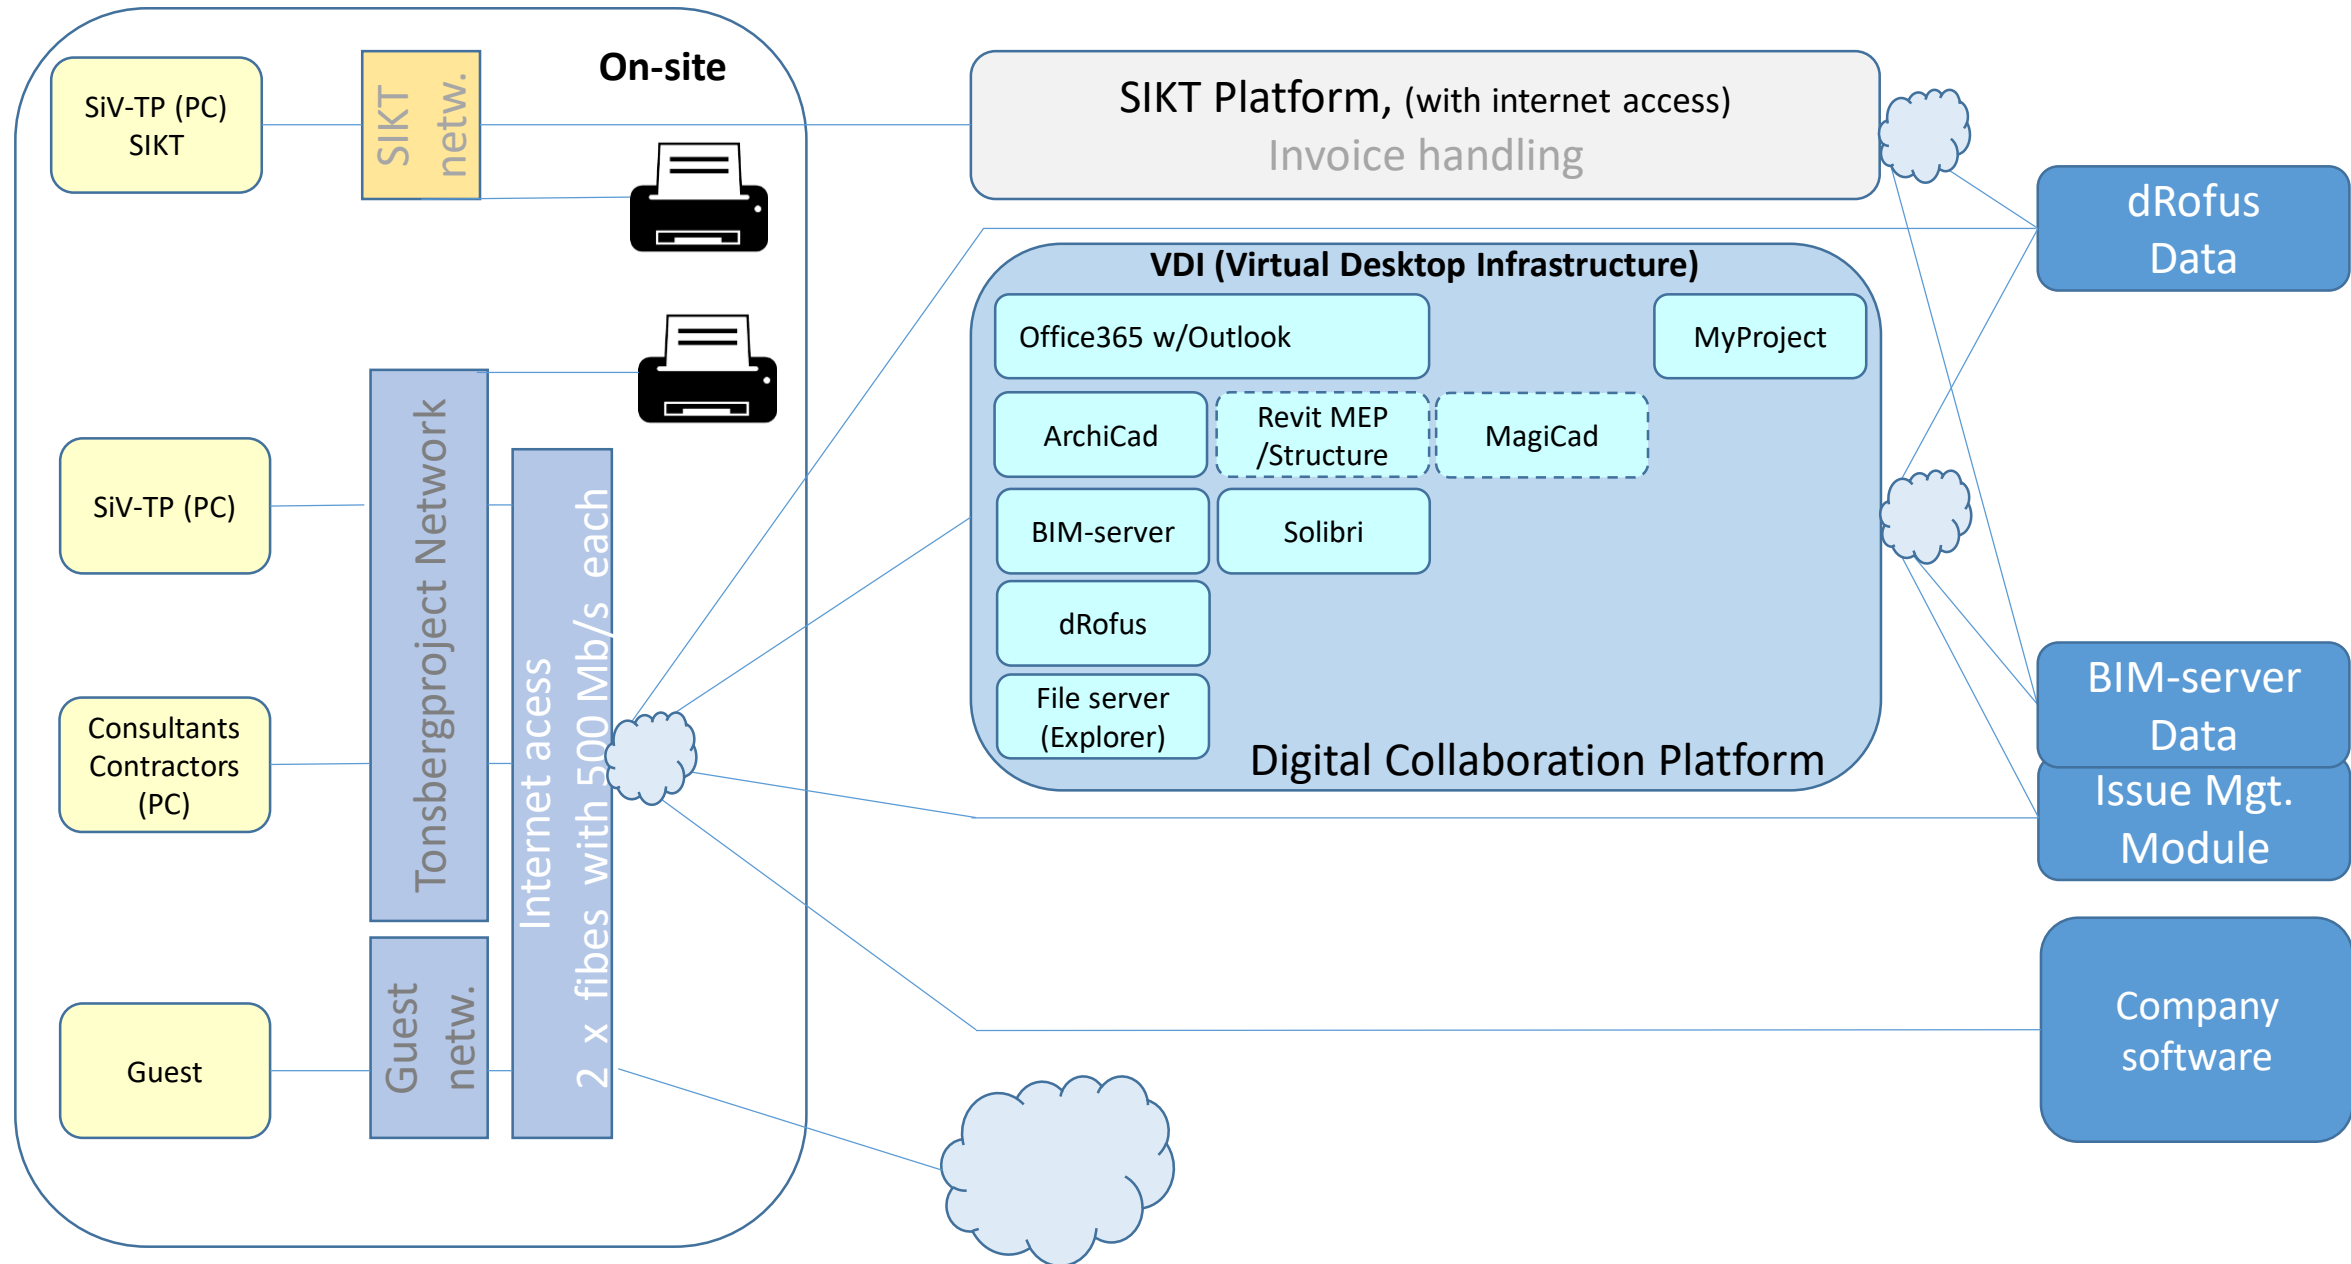 On-site
SiV-TP (PC)
SIKT
SIKT
netw.
SiV-TP (PC)
Consultants
Contractors
(PC)
Guest
Tonsbergproject Network
Guest
netw.
Internet acess
2 x fibes with 500 Mb/s each
SIKT Platform, (with internet access)
Invoice handling
VDI (Virtual Desktop Infrastructure)
Office365 w/Outlook
MyProject
ArchiCad
Revit MEP
/Structure
MagiCad
BIM-server
Solibri
dRofus
File server
(Explorer)
Digital Collaboration Platform
dRofus
Data
BIM-server
Data
Issue Mgt.
Module
Company
software